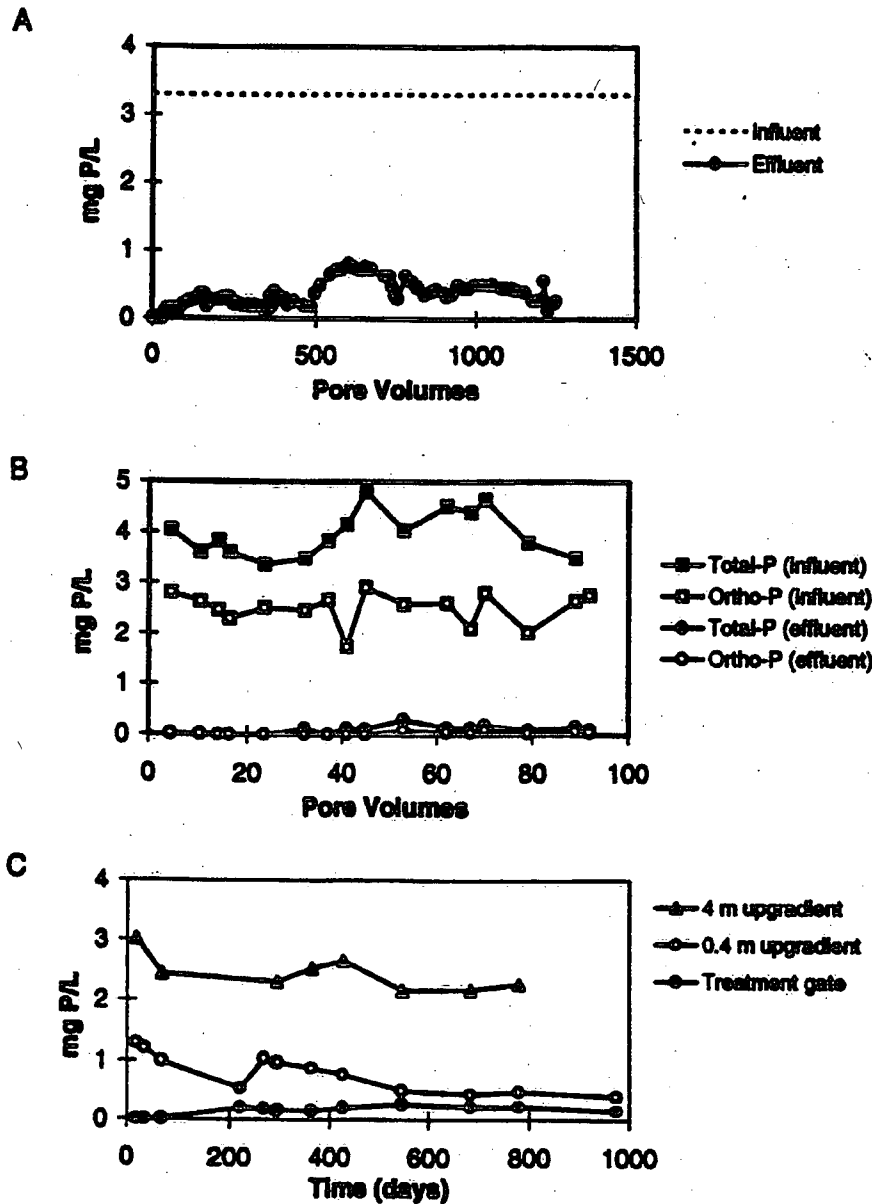 A
4
3
2
1
0
mg P/L
0 500 1000 1500
Pore Volumes
Influent
Effluent
B
5
4
3
2
1
0
mg P/L
0 20 40 60 80 100
Pore Volumes
Total-P (influent)
Ortho-P (influent)
Total-P (effluent)
Ortho-P (effluent)
C
4
3
2
1
0
mg P/L
0 200 400 600 800 1000
Time (days)
4 m upgradient
0.4 m upgradient
Treatment gate